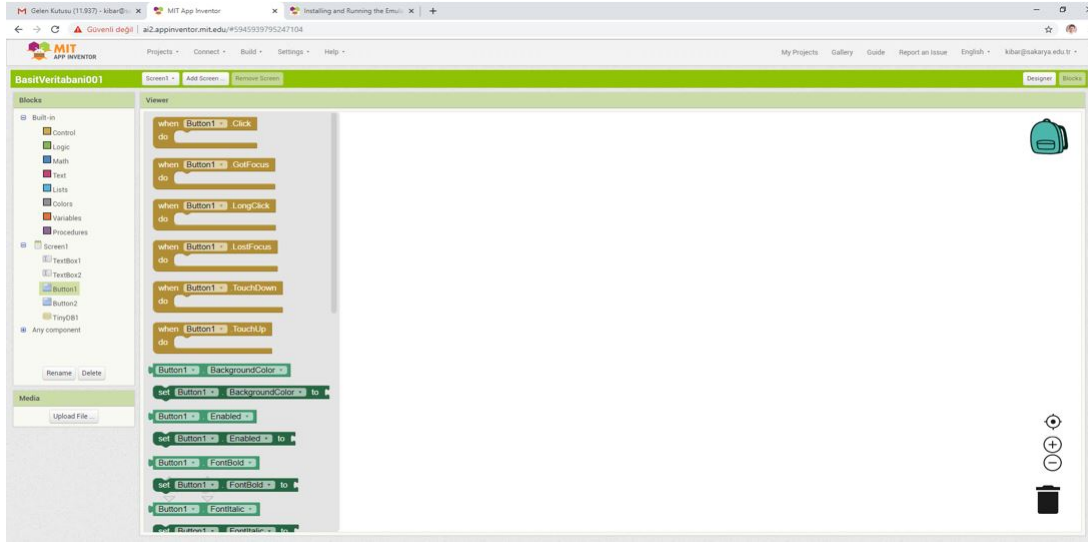 Gelen Kutusu (11.937) - kibar@s
MIT App Inventor
Installing and Running the Emul
Güvenli değil | ai2.appinventor.mit.edu/#5945939795247104
MIT
APP INVENTOR
Projects Connect Build Settings Help
My Projects Gallery Guide Report an Issue English kibar@sakarya.edu.tr
BasitVeritabani001
Screen1 Add Screen ... Remove Screen
Designer Blocks
Blocks
Viewer
Built-in
Control
Logic
Math
Text
Lists
Colors
Variables
Procedures
Screen1
TextBox1
TextBox2
Button1
Button2
TinyDB1
Any component
Rename Delete
Media
Upload File ...
when Button1 .Click
do
when Button1 .GotFocus
do
when Button1 .LongClick
do
when Button1 .LostFocus
do
when Button1 .TouchDown
do
when Button1 .TouchUp
do
Button1 . BackgroundColor
set Button1 . BackgroundColor to
Button1 . Enabled
set Button1 . Enabled to
Button1 . FontBold
set Button1 . FontBold to
Button1 . FontItalic
set Button1 . FontItalic to